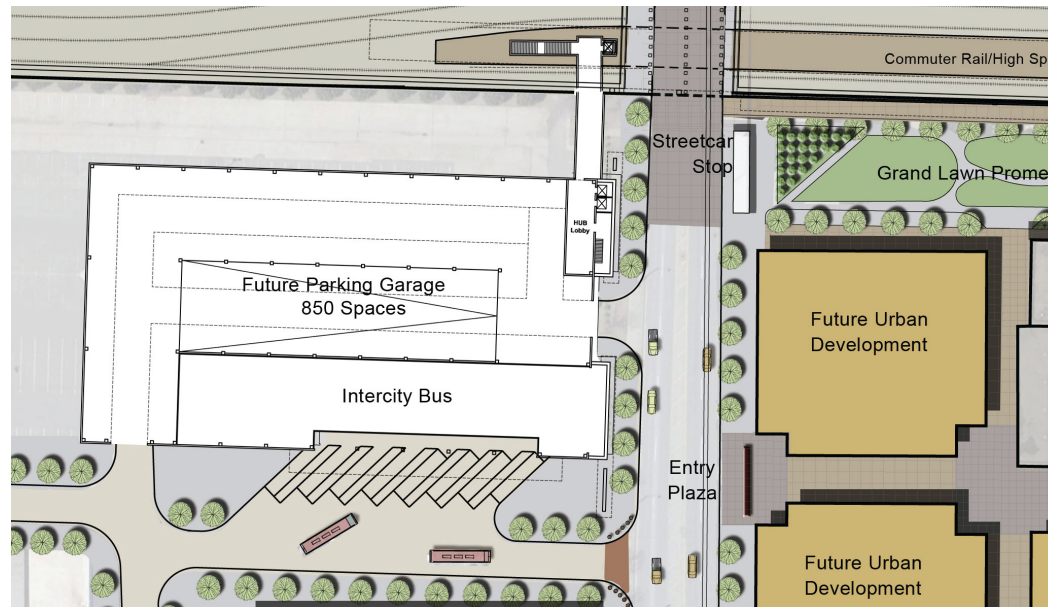 Commuter Rail/High Sp
Streetcar
Stop
Grand Lawn Prome
HUB
Lobby
Future Parking Garage
850 Spaces
Future Urban
Development
Intercity Bus
Entry
Plaza
Future Urban
Development